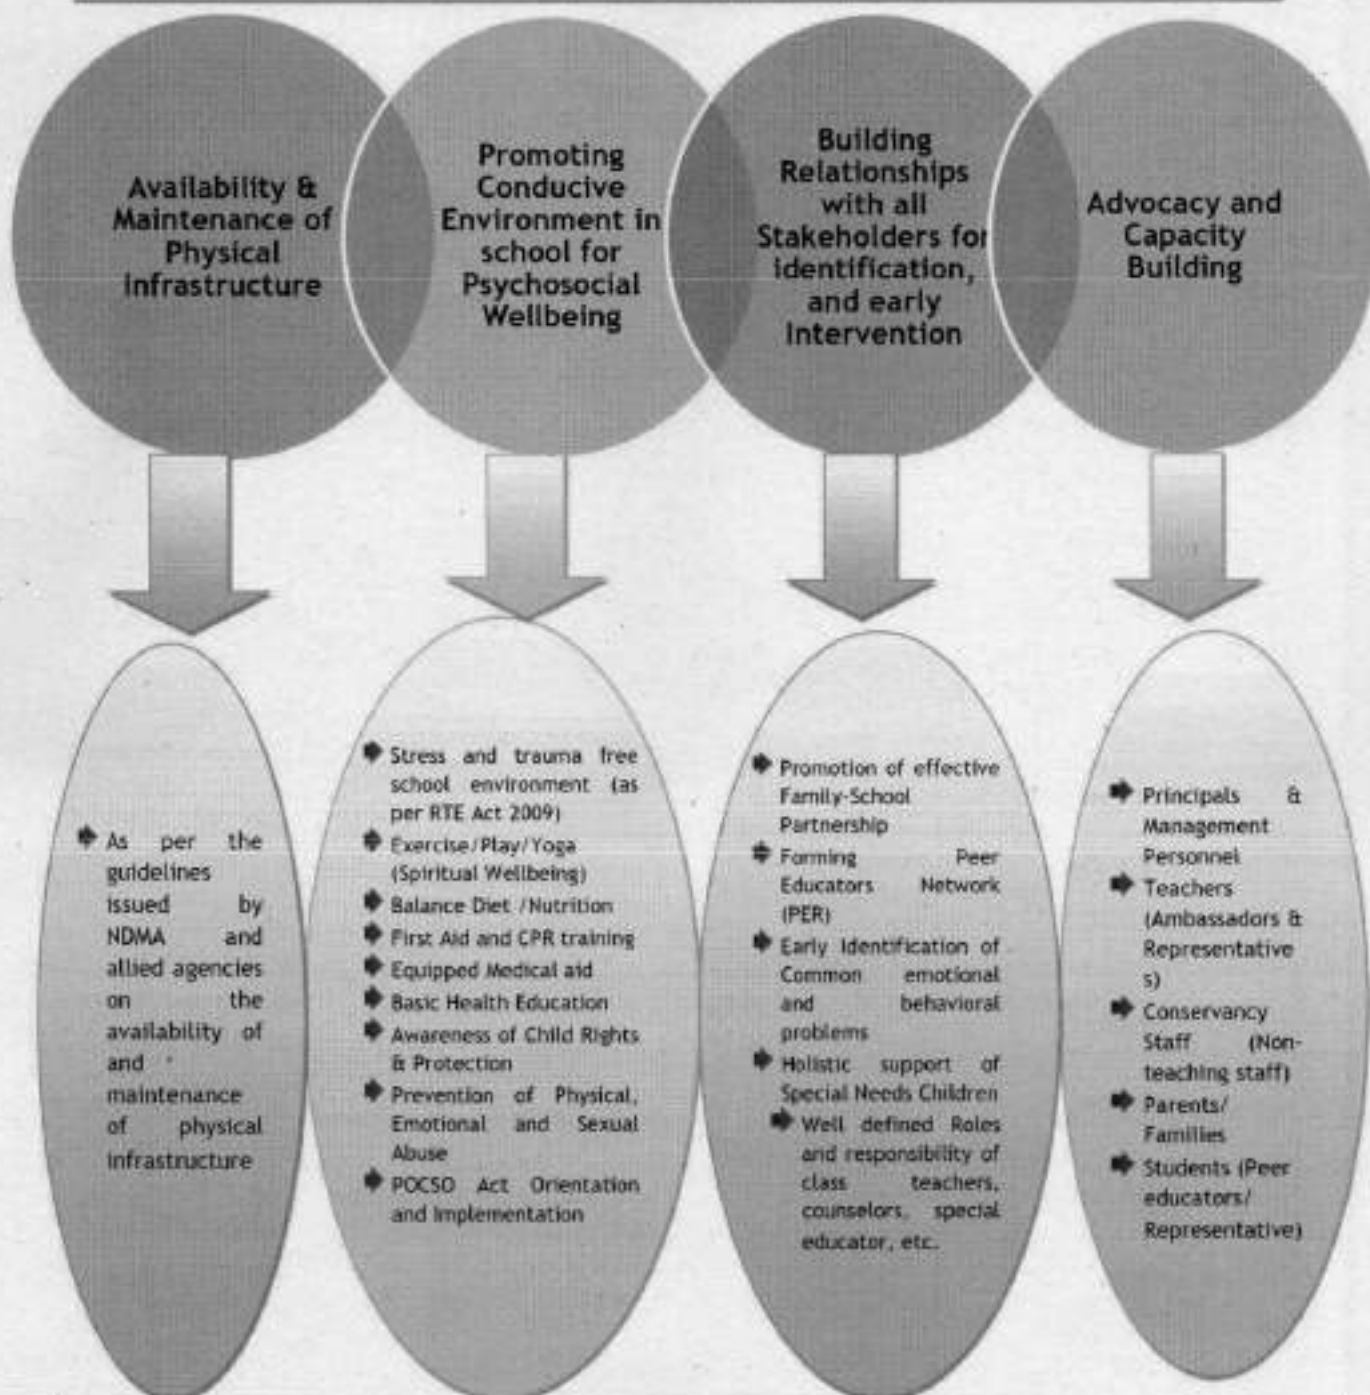 Availability &
Maintenance of
Physical
Infrastructure
Promoting
Conducive
Environment in
school for
Psychosocial
Wellbeing
Building
Relationships
with all
Stakeholders for
identification,
and early
Intervention
Advocacy and
Capacity
Building
As per the
guidelines
issued by
NDMA and
allied agencies
on the
availability of
and
maintenance
of physical
infrastructure
Stress and trauma free
school environment (as
per RTE Act 2009)
Exercise/Play/Yoga
(Spiritual Wellbeing)
Balance Diet /Nutrition
First Aid and CPR training
Equipped Medical aid
Basic Health Education
Awareness of Child Rights
& Protection
Prevention of Physical,
Emotional and Sexual
Abuse
POCSO Act Orientation
and Implementation
Promotion of effective
Family-School
Partnership
Forming Peer
Educators Network
(PER)
Early Identification of
Common emotional
and behavioral
problems
Holistic support of
Special Needs Children
Well defined Roles
and responsibility of
class teachers,
counselors, special
educator, etc.
Principals &
Management
Personnel
Teachers
(Ambassadors &
Representative
s)
Conservancy
Staff (Non-
teaching staff)
Parents/
Families
Students (Peer
educators/
Representative)